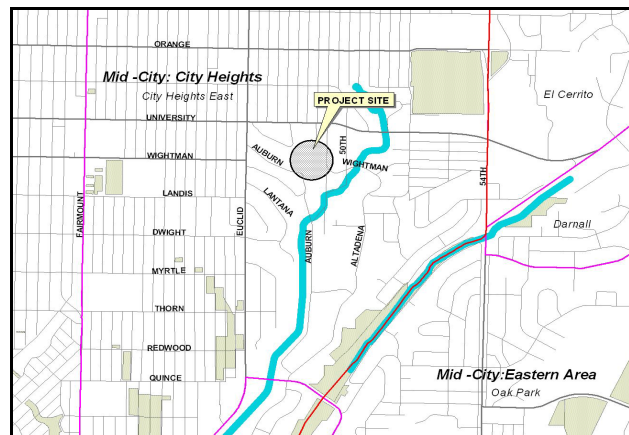 ORANGE
Mid -City: City Heights
City Heights East
El Cerrito
PROJECT SITE
UNIVERSITY
AUBURN
50TH
WIGHTMAN
WIGHTMAN
54TH
LANDIS
LANTANA
FAIRMOUNT
EUCLID
DWIGHT
AUBURN
ALTADENA
Darnall
MYRTLE
THORN
REDWOOD
QUINCE
Mid -City:Eastern Area
Oak Park